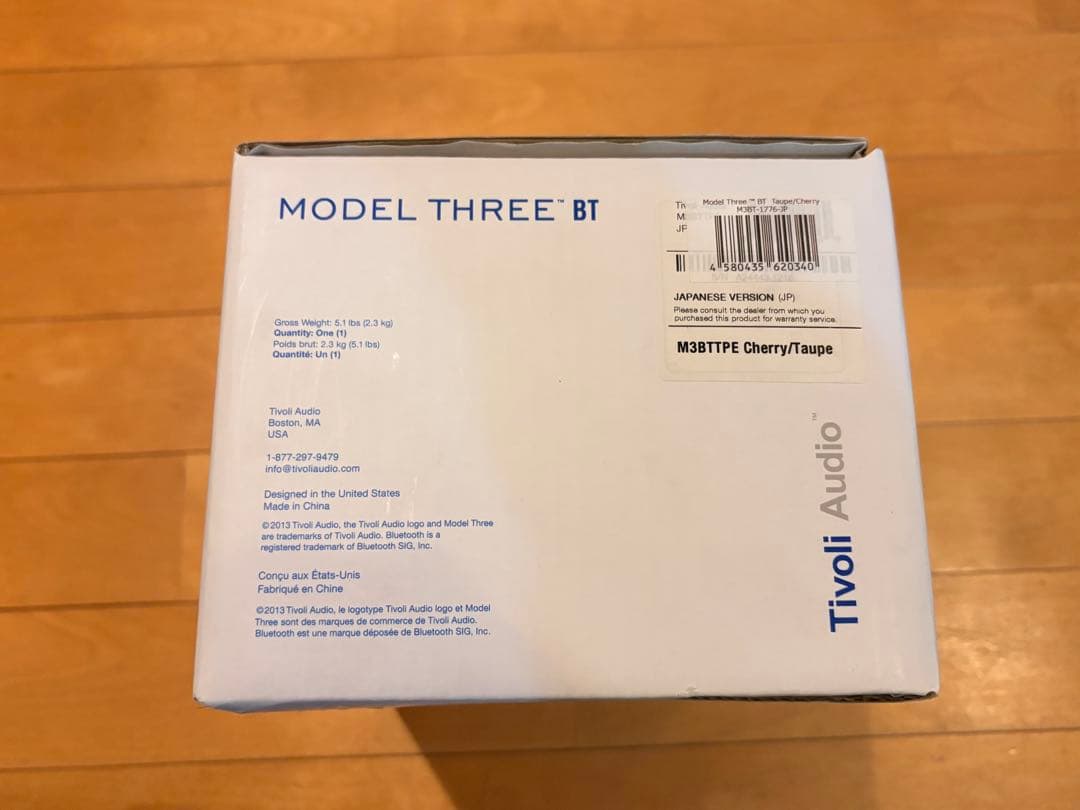 MODEL THREE™ BT
Model Three ™ BT Taupe/Cherry
M3BT-1776-JP
4 580435 620340
JAPANESE VERSION (JP)
Please consult the dealer from which you
purchased this product for warranty service.
M3BTTPE Cherry/Taupe
Gross Weight: 5.1 lbs (2.3 kg)
Quantity: One (1)
Poids brut: 2.3 kg (5.1 lbs)
Quantité: Un (1)
Tivoli Audio
Boston, MA
USA
1-877-297-9479
info@tivoliaudio.com
Designed in the United States
Made in China
©2013 Tivoli Audio, the Tivoli Audio logo and Model Three
are trademarks of Tivoli Audio. Bluetooth is a
registered trademark of Bluetooth SIG, Inc.
Conçu aux États-Unis
Fabriqué en Chine
©2013 Tivoli Audio, le logotype Tivoli Audio logo et Model
Three sont des marques de commerce de Tivoli Audio.
Bluetooth est une marque déposée de Bluetooth SIG, Inc.
Tivoli Audio™